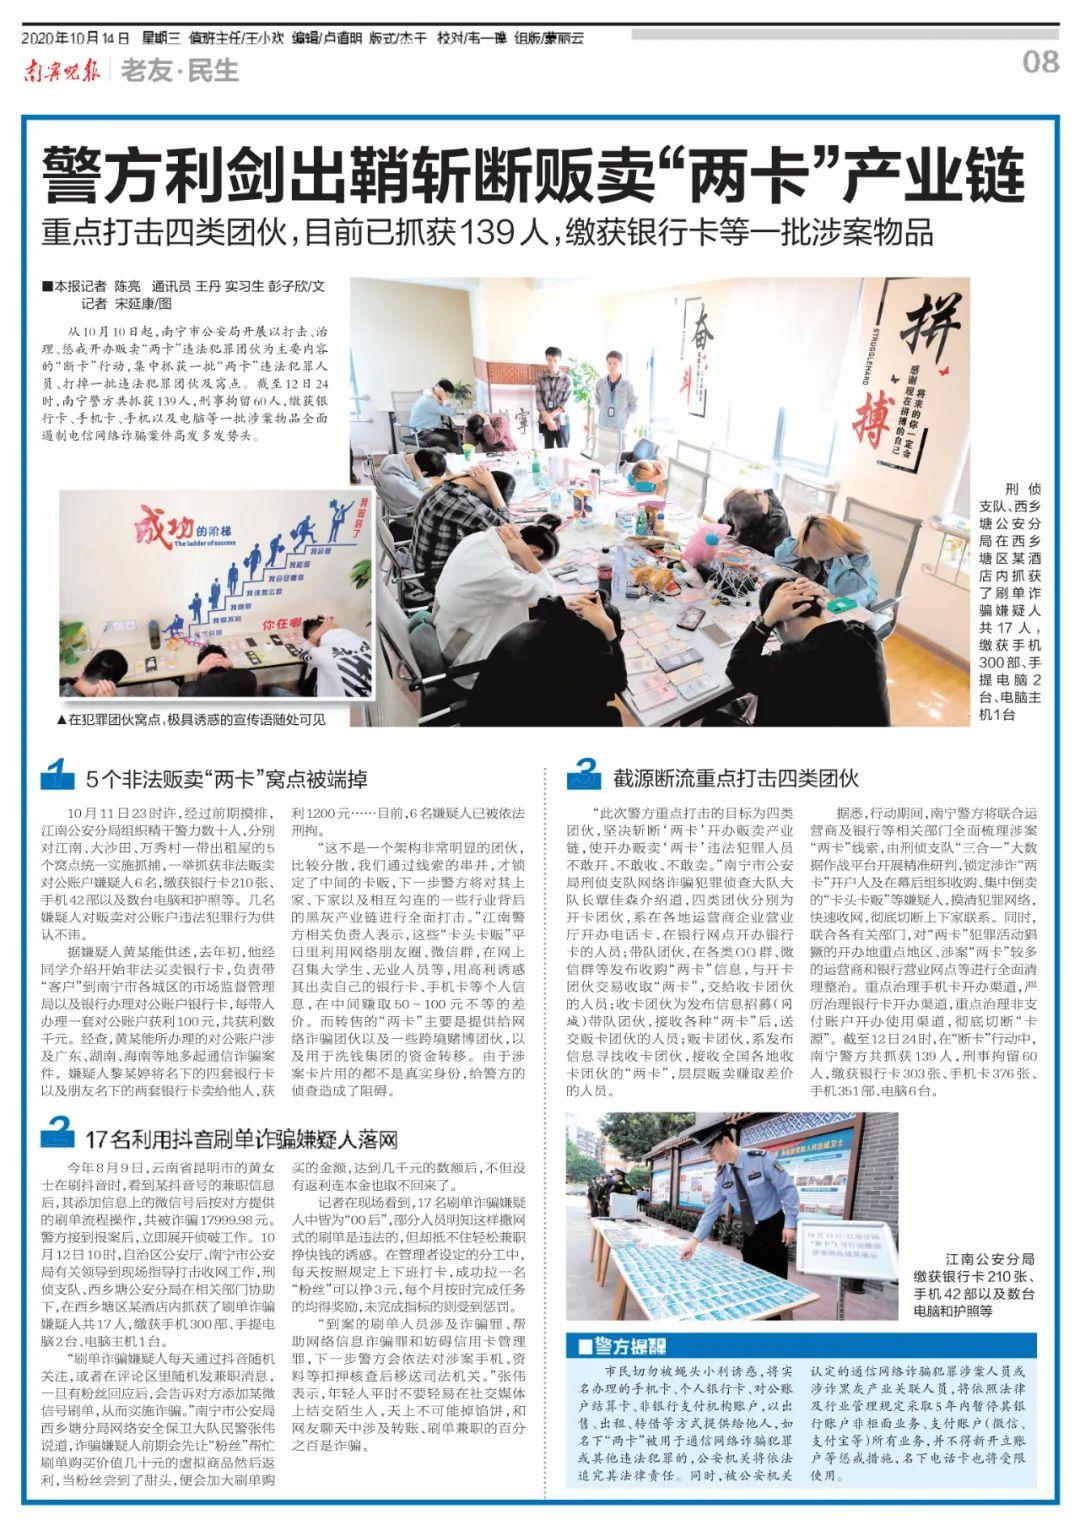 2020年10月14日 星期三 值班主任/王小欢 编辑/卢道明 版式/杰干 校对/韦一璪 组版/蒙丽云
南宁晚报 老友·民生
08
警方利剑出鞘斩断贩卖“两卡”产业链
重点打击四类团伙,目前已抓获139人,缴获银行卡等一批涉案物品
■本报记者 陈亮 通讯员 王丹 实习生 彭子欣/文
记者 宋延康/图
从10月10日起,南宁市公安局开展以打击、治
理、惩戒开办贩卖“两卡”违法犯罪团伙为主要内容
的“断卡”行动,集中抓获一批“两卡”违法犯罪人
员、打掉一批违法犯罪团伙及窝点。截至12日24
时,南宁警方共抓获139人,刑事拘留60人,缴获银
行卡、手机卡、手机以及电脑等一批涉案物品全面
遏制电信网络诈骗案件高发多发势头。
奋
斗
拼
搏
STRUGGLEHARD
将来的你一定会
感谢现在拼搏的自己
成功的阶梯
The ladder of success
我做到了
我会做
我能做
我会尽量做
我该怎么做
我想做
我做不到
你在哪
▲在犯罪团伙窝点,极具诱惑的宣传语随处可见
刑侦
支队、西乡
塘公安分
局在西乡
塘区某酒
店内抓获
了刷单诈
骗嫌疑人
共17人,
缴获手机
300部、手
提电脑2
台、电脑主
机1台
1 5个非法贩卖“两卡”窝点被端掉
10月11日23时许,经过前期摸排,
江南公安分局组织精干警力数十人,分别
对江南、大沙田、万秀村一带出租屋的5
个窝点统一实施抓捕,一举抓获非法贩卖
对公账户嫌疑人6名,缴获银行卡210张、
手机42部以及数台电脑和护照等。几名
嫌疑人对贩卖对公账户违法犯罪行为供
认不讳。
据嫌疑人黄某能供述,去年初,他经
同学介绍开始非法买卖银行卡,负责带
“客户”到南宁市各城区的市场监督管理
局以及银行办理对公账户银行卡,每带人
办理一套对公账户获利100元,共获利数
千元。经查,黄某能所办理的对公账户涉
及广东、湖南、海南等地多起通信诈骗案
件。嫌疑人黎某婷将名下的四套银行卡
以及朋友名下的两套银行卡卖给他人,获
利1200元……目前,6名嫌疑人已被依法
刑拘。
“这不是一个架构非常明显的团伙,
比较分散,我们通过线索的串并,才锁
定了中间的卡贩,下一步警方将对其上
家、下家以及相互勾连的一些行业背后
的黑灰产业链进行全面打击。”江南警
方相关负责人表示,这些“卡头卡贩”平
日里利用网络朋友圈、微信群,在网上
召集大学生、无业人员等,用高利诱惑
其出卖自己的银行卡、手机卡等个人信
息,在中间赚取50~100元不等的差
价。而转售的“两卡”主要是提供给网
络诈骗团伙以及一些跨境赌博团伙,以
及用于洗钱集团的资金转移。由于涉
案卡片用的都不是真实身份,给警方的
侦查造成了阻碍。
2 17名利用抖音刷单诈骗嫌疑人落网
今年8月9日,云南省昆明市的黄女
士在刷抖音时,看到某抖音号的兼职信息
后,其添加信息上的微信号后按对方提供
的刷单流程操作,共被诈骗17999.98元。
警方接到报案后,立即展开侦破工作。10
月12日10时,自治区公安厅、南宁市公安
局有关领导到现场指导打击收网工作,刑
侦支队、西乡塘公安分局在相关部门协助
下,在西乡塘区某酒店内抓获了刷单诈骗
嫌疑人共17人,缴获手机300部、手提电
脑2台、电脑主机1台。
“刷单诈骗嫌疑人每天通过抖音随机
关注,或者在评论区里随机发兼职消息,
一旦有粉丝回应后,会告诉对方添加某微
信号刷单,从而实施诈骗。”南宁市公安局
西乡塘分局网络安全保卫大队民警张伟
说道,诈骗嫌疑人前期会先让“粉丝”帮忙
刷单购买价值几十元的虚拟商品然后返
利,当粉丝尝到了甜头,便会加大刷单购
买的金额,达到几千元的数额后,不但没
有返利连本金也取不回来了。
记者在现场看到,17名刷单诈骗嫌疑
人中皆为“00后”,部分人员明知这样撒网
式的刷单是违法的,但却抵不住轻松兼职
挣快钱的诱惑。在管理者设定的分工中,
每天按照规定上下班打卡,成功拉一名
“粉丝”可以挣3元,每个月按时完成任务
的均得奖励,未完成指标的则受到惩罚。
“到案的刷单人员涉及诈骗罪、帮
助网络信息诈骗罪和妨碍信用卡管理
罪,下一步警方会依法对涉案手机、资
料等扣押核查后移送司法机关。”张伟
表示,年轻人平时不要轻易在社交媒体
上结交陌生人,天上不可能掉馅饼,和
网友聊天中涉及转账、刷单兼职的百分
之百是诈骗。
3 截源断流重点打击四类团伙
“此次警方重点打击的目标为四类
团伙,坚决斩断‘两卡’开办贩卖产业
链,使开办贩卖‘两卡’违法犯罪人员
不敢开、不敢收、不敢卖。”南宁市公安
局刑侦支队网络诈骗犯罪侦查大队大
队长覃佳森介绍道,四类团伙分别为
开卡团伙,系在各地运营商企业营业
厅开办电话卡、在银行网点开办银行
卡的人员;带队团伙,在各类QQ群、微
信群等发布收购“两卡”信息,与开卡
团伙交易收取“两卡”,交给收卡团伙
的人员;收卡团伙为发布信息招募(同
城)带队团伙,接收各种“两卡”后,送
交贩卡团伙的人员;贩卡团伙,系发布
信息寻找收卡团伙,接收全国各地收
卡团伙的“两卡”,层层贩卖赚取差价
的人员。
据悉,行动期间,南宁警方将联合运
营商及银行等相关部门全面梳理涉案
“两卡”线索,由刑侦支队“三合一”大数
据作战平台开展精准研判,锁定涉诈“两
卡”开户人及在幕后组织收购、集中倒卖
的“卡头卡贩”等嫌疑人,摸清犯罪网络,
快速收网,彻底切断上下家联系。同时,
联合各有关部门,对“两卡”犯罪活动猖
獗的开办地重点地区、涉案“两卡”较多
的运营商和银行营业网点等进行全面清
理整治。重点治理手机卡开办渠道,严
厉治理银行卡开办渠道,重点治理非支
付账户开办使用渠道,彻底切断“卡
源”。截至12日24时,在“断卡”行动中,
南宁警方共抓获139人,刑事拘留60
人,缴获银行卡303张、手机卡376张、
手机351部、电脑6台。
江南公安分局
缴获银行卡210张、
手机42部以及数台
电脑和护照等
■警方提醒
市民切勿被蝇头小利诱惑,将实
名办理的手机卡、个人银行卡、对公账
户结算卡、非银行支付机构账户,以出
售、出租、转借等方式提供给他人,如
名下“两卡”被用于通信网络诈骗犯罪
或其他违法犯罪的,公安机关将依法
追究其法律责任。同时,被公安机关
认定的通信网络诈骗犯罪涉案人员或
涉诈黑灰产业关联人员,将依照法律
及行业管理规定采取5年内暂停其银
行账户非柜面业务、支付账户(微信、
支付宝等)所有业务,并不得新开立账
户等惩戒措施,名下电话卡也将受限
使用。